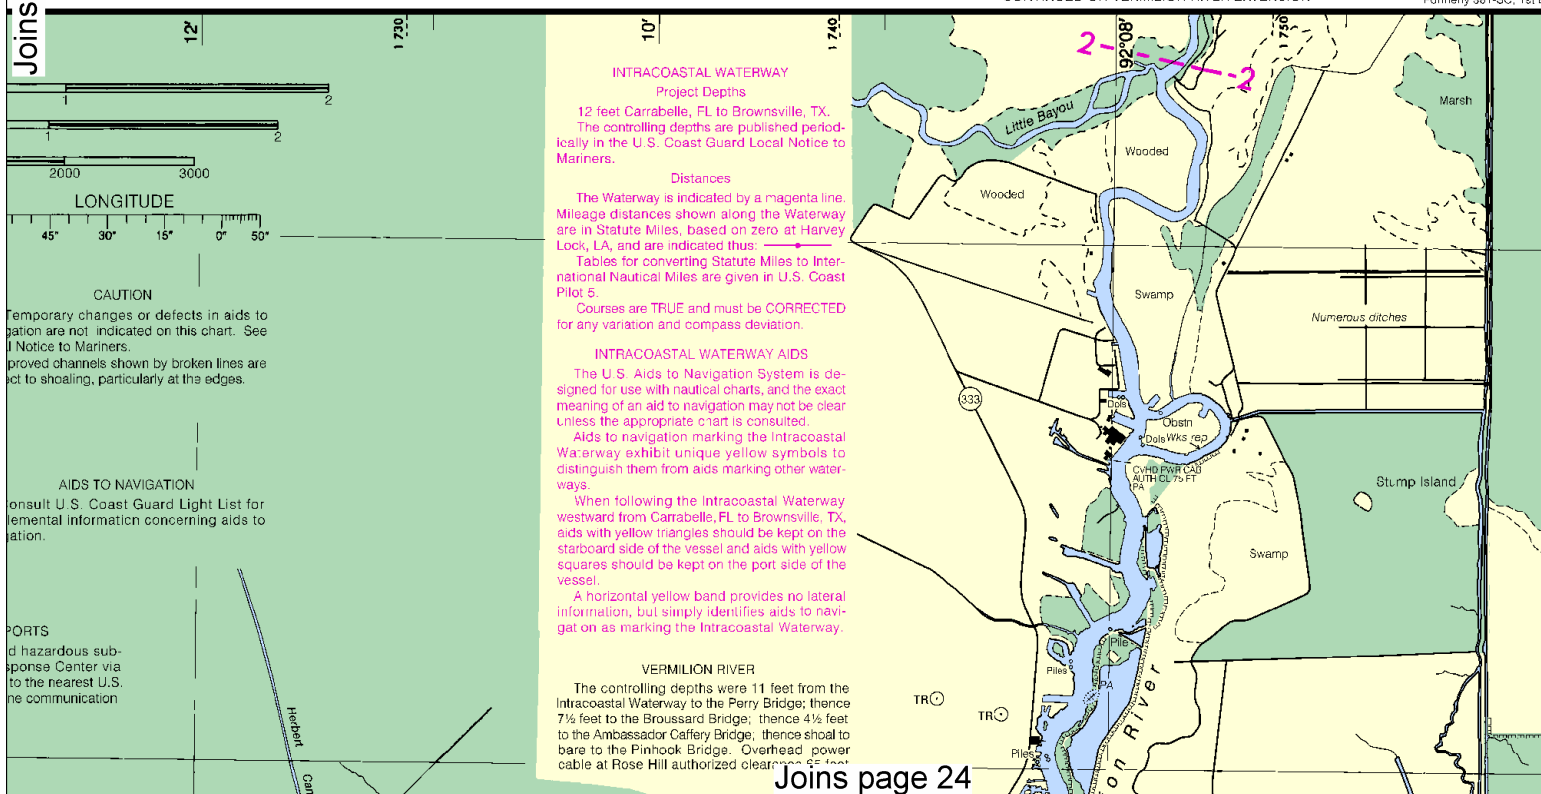 Joins
12'
1 730
10'
1 740
92°08'
1 750
2
2
1
2
1
2
2000
3000
LONGITUDE
45"
30"
15"
0"
50"
CAUTION
Temporary changes or defects in aids to
gation are not indicated on this chart. See
l Notice to Mariners.
proved channels shown by broken lines are
ect to shoaling, particularly at the edges.
AIDS TO NAVIGATION
onsult U.S. Coast Guard Light List for
lemental information concerning aids to
gation.
PORTS
d hazardous sub-
sponse Center via
to the nearest U.S.
ne communication
Herbert
Can
INTRACOASTAL WATERWAY
Project Depths
12 feet Carrabelle, FL to Brownsville, TX.
The controlling depths are published period-
ically in the U.S. Coast Guard Local Notice to
Mariners.
Distances
The Waterway is indicated by a magenta line.
Mileage distances shown along the Waterway
are in Statute Miles, based on zero at Harvey
Lock, LA, and are indicated thus:
Tables for converting Statute Miles to Inter-
national Nautical Miles are given in U.S. Coast
Pilot 5.
Courses are TRUE and must be CORRECTED
for any variation and compass deviation.
INTRACOASTAL WATERWAY AIDS
The U.S. Aids to Navigation System is de-
signed for use with nautical charts, and the exact
meaning of an aid to navigation may not be clear
unless the appropriate chart is consulted.
Aids to navigation marking the Intracoastal
Waterway exhibit unique yellow symbols to
distinguish them from aids marking other water-
ways.
When following the Intracoastal Waterway
westward from Carrabelle, FL to Brownsville, TX,
aids with yellow triangles should be kept on the
starboard side of the vessel and aids with yellow
squares should be kept on the port side of the
vessel.
A horizontal yellow band provides no lateral
information, but simply identifies aids to navi-
gat on as marking the Intracoastal Waterway.
VERMILION RIVER
The controlling depths were 11 feet from the
Intracoastal Waterway to the Perry Bridge; thence
7½ feet to the Broussard Bridge; thence 4½ feet
to the Ambassador Caffery Bridge; thence shoal to
bare to the Pinhook Bridge. Overhead power
cable at Rose Hill authorized clearance 65 feet
Joins page 24
Little Bayou
Wooded
Wooded
Marsh
Swamp
Numerous ditches
333
Dols
Obstn
Dols Wks rep
OVHD PWR CAB
AUTH CL 75 FT
PA
Stump Island
Swamp
Pile
Piles
PA
TR
TR
Piles
on River